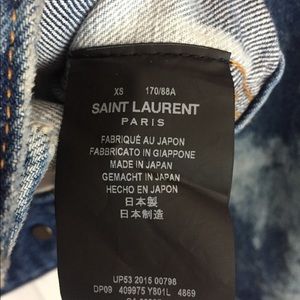 XS 170/88A
SAINT LAURENT
PARIS
FABRIQUÉ AU JAPON
FABBRICATO IN GIAPPONE
MADE IN JAPAN
GEMACHT IN JAPAN
HECHO EN JAPON
日本製
日本制造
UP53 2015 00798
DP09 409975 Y801L 4869